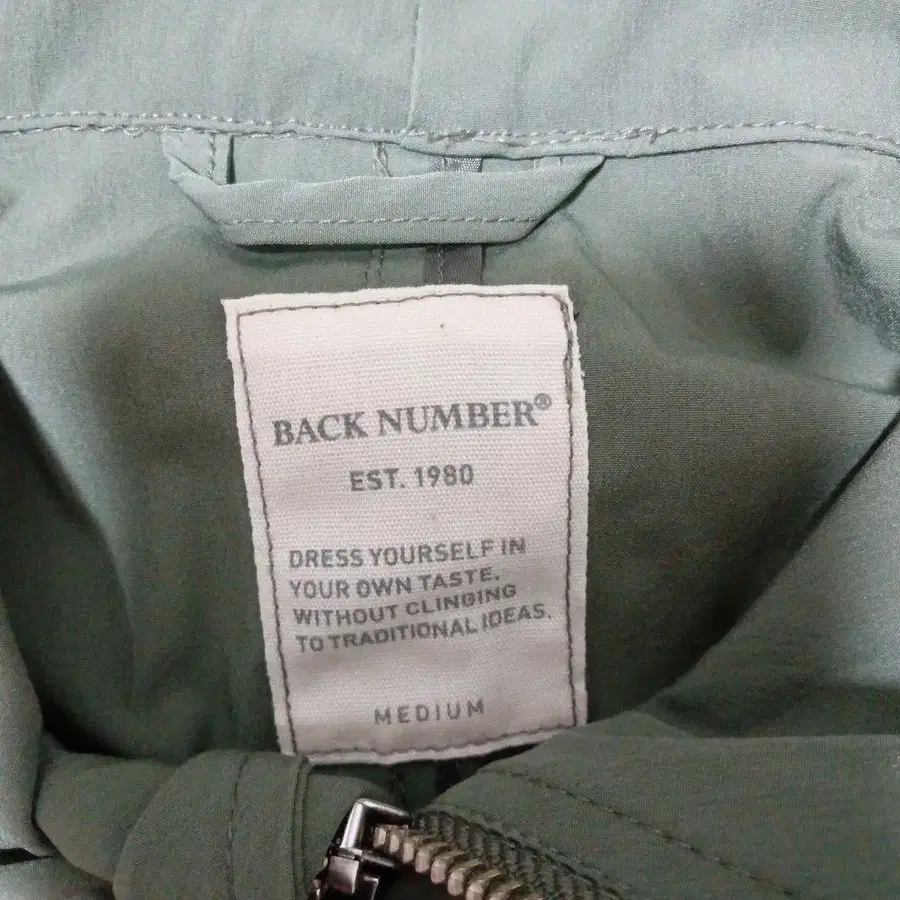 BACK NUMBER®
EST. 1980
DRESS YOURSELF IN
YOUR OWN TASTE.
WITHOUT CLINGING
TO TRADITIONAL IDEAS.
MEDIUM